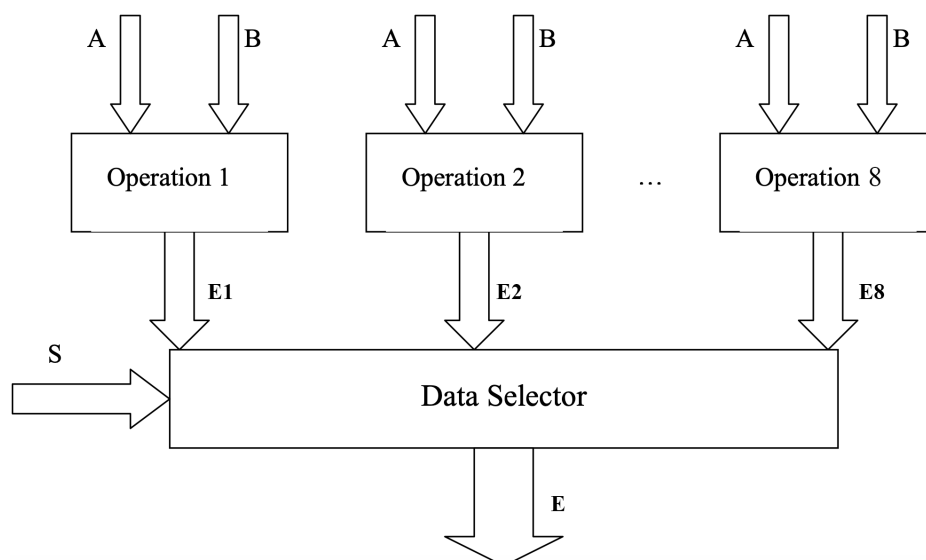 A B A B A B
Operation 1 Operation 2 ... Operation 8
E1 E2 E8
S
Data Selector
E